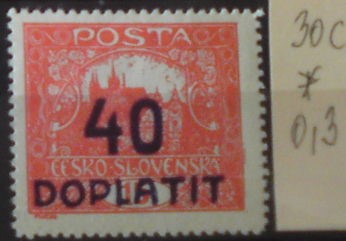 POSTA
40
ČESKO-SLOVENSKÁ
DOPLATIT
30C
*
0,3